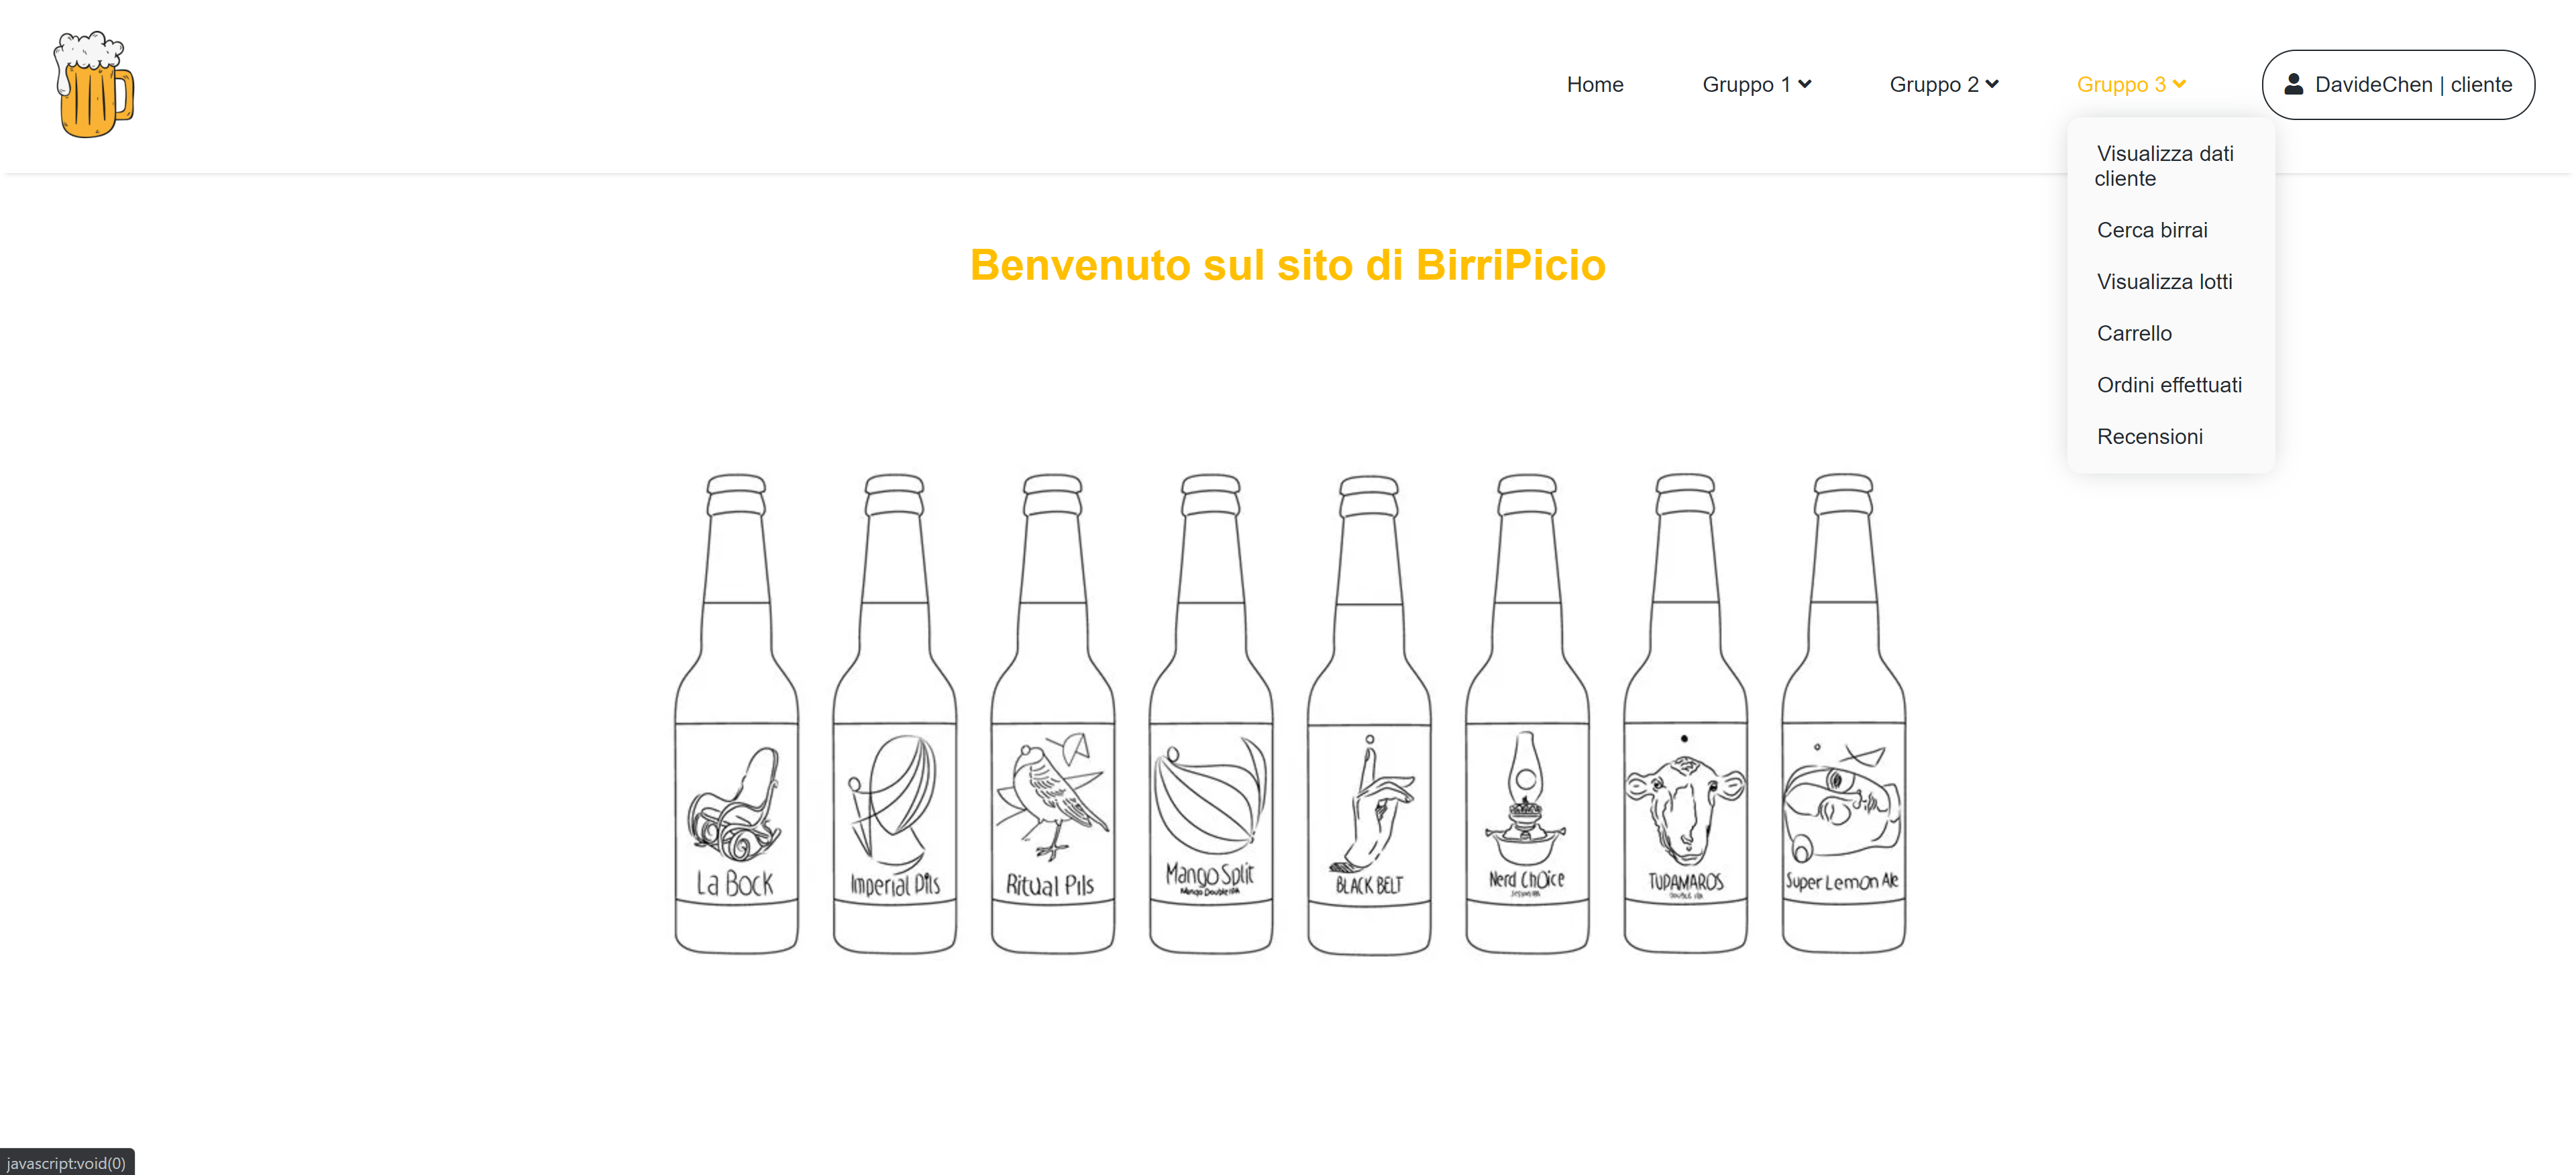 Home
Gruppo 1
Gruppo 2
Gruppo 3
DavideChen | cliente
Visualizza dati
cliente
Cerca birrai
Visualizza lotti
Carrello
Ordini effettuati
Recensioni
Benvenuto sul sito di BirriPicio
La Bock
Imperial Pils
Ritual Pils
Mango Split
Mango Double IPA
BLACK BELT
Nerd ChOice
TUPAMAROS
DOUBLE IPA
Super Lemon Ale
javascript:void(0)